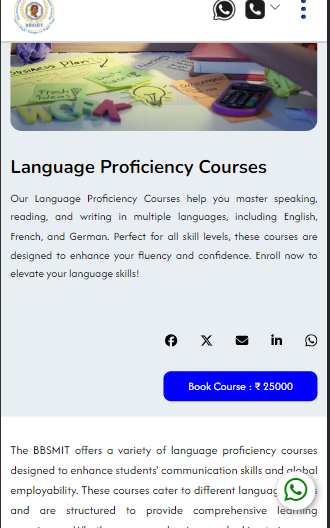 BBSMIT
Business Plan
Fresh
Ideas
Language Proficiency Courses
Our Language Proficiency Courses help you master speaking,
reading, and writing in multiple languages, including English,
French, and German. Perfect for all skill levels, these courses are
designed to enhance your fluency and confidence. Enroll now to
elevate your language skills!
Book Course : ₹ 25000
The BBSMIT offers a variety of language proficiency courses
designed to enhance students' communication skills and global
employability. These courses cater to different
and are structured to provide comprehensive learning